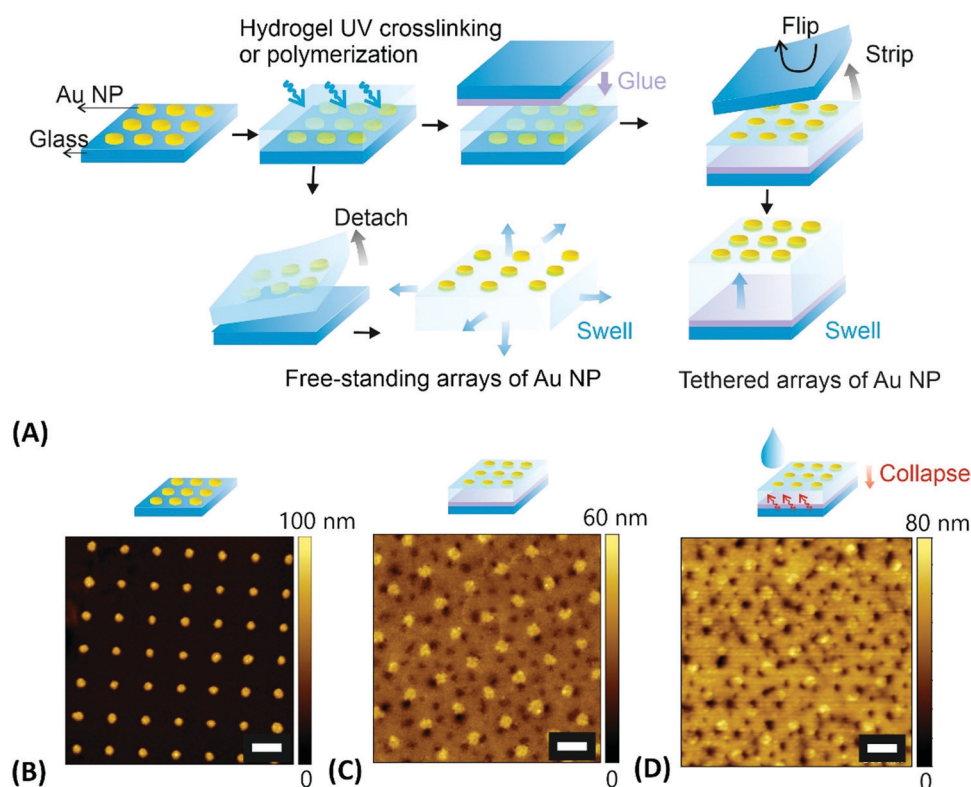 Hydrogel UV crosslinking
or polymerization
Flip
Strip
Au NP
Glue
Glass
Detach
Swell
Swell
Free-standing arrays of Au NP
Tethered arrays of Au NP
(A)
Collapse
100 nm
60 nm
80 nm
(B)
0
(C)
0
(D)
0